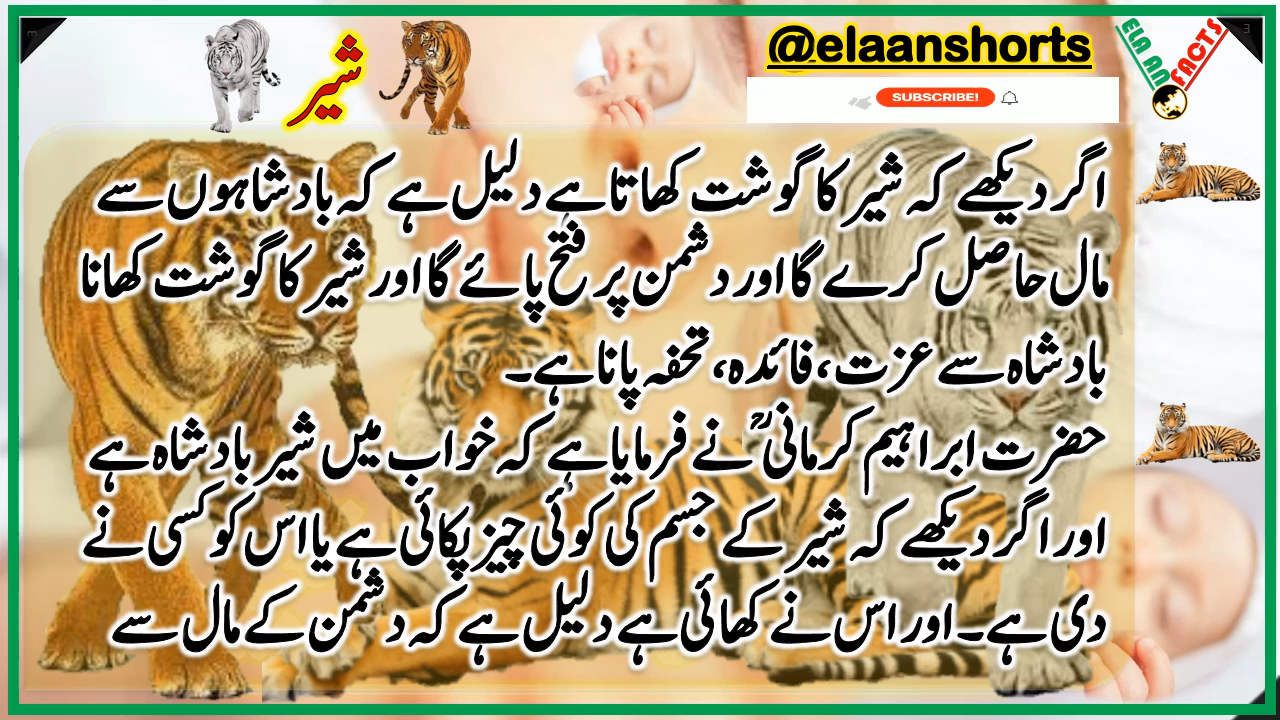 شیر
@elaanshorts
ELAAN FACTS
SUBSCRIBE!
اگر دیکھے کہ شیر کا گوشت کھاتا ہے دلیل ہے کہ بادشاہوں سے
مال حاصل کرے گا اور دشمن پر فتح پائے گا اور شیر کا گوشت کھانا
بادشاہ سے عزت، فائدہ، تحفہ پانا ہے۔
حضرت ابراہیم کرمانیؒ نے فرمایا ہے کہ خواب میں شیر بادشاہ ہے
اور اگر دیکھے کہ شیر کے جسم کی کوئی چیز پکائی ہے یا اس کو کسی نے
دی ہے۔ اور اس نے کھائی ہے دلیل ہے کہ دشمن کے مال سے